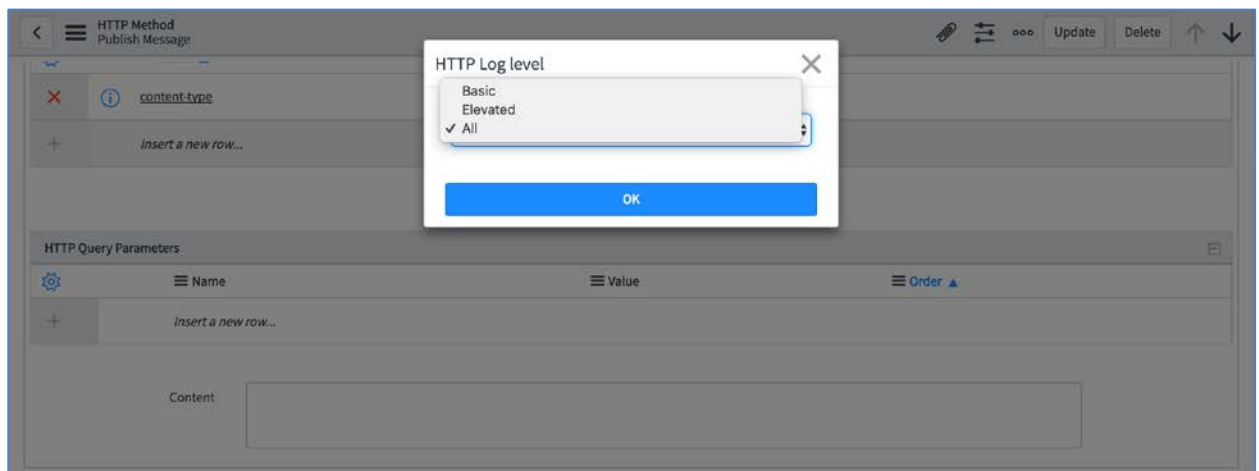 HTTP Method
Publish Message
Update
Delete
HTTP Log level
Basic
Elevated
✓ All
OK
content-type
Insert a new row...
HTTP Query Parameters
Name
Value
Order ▲
Insert a new row...
Content